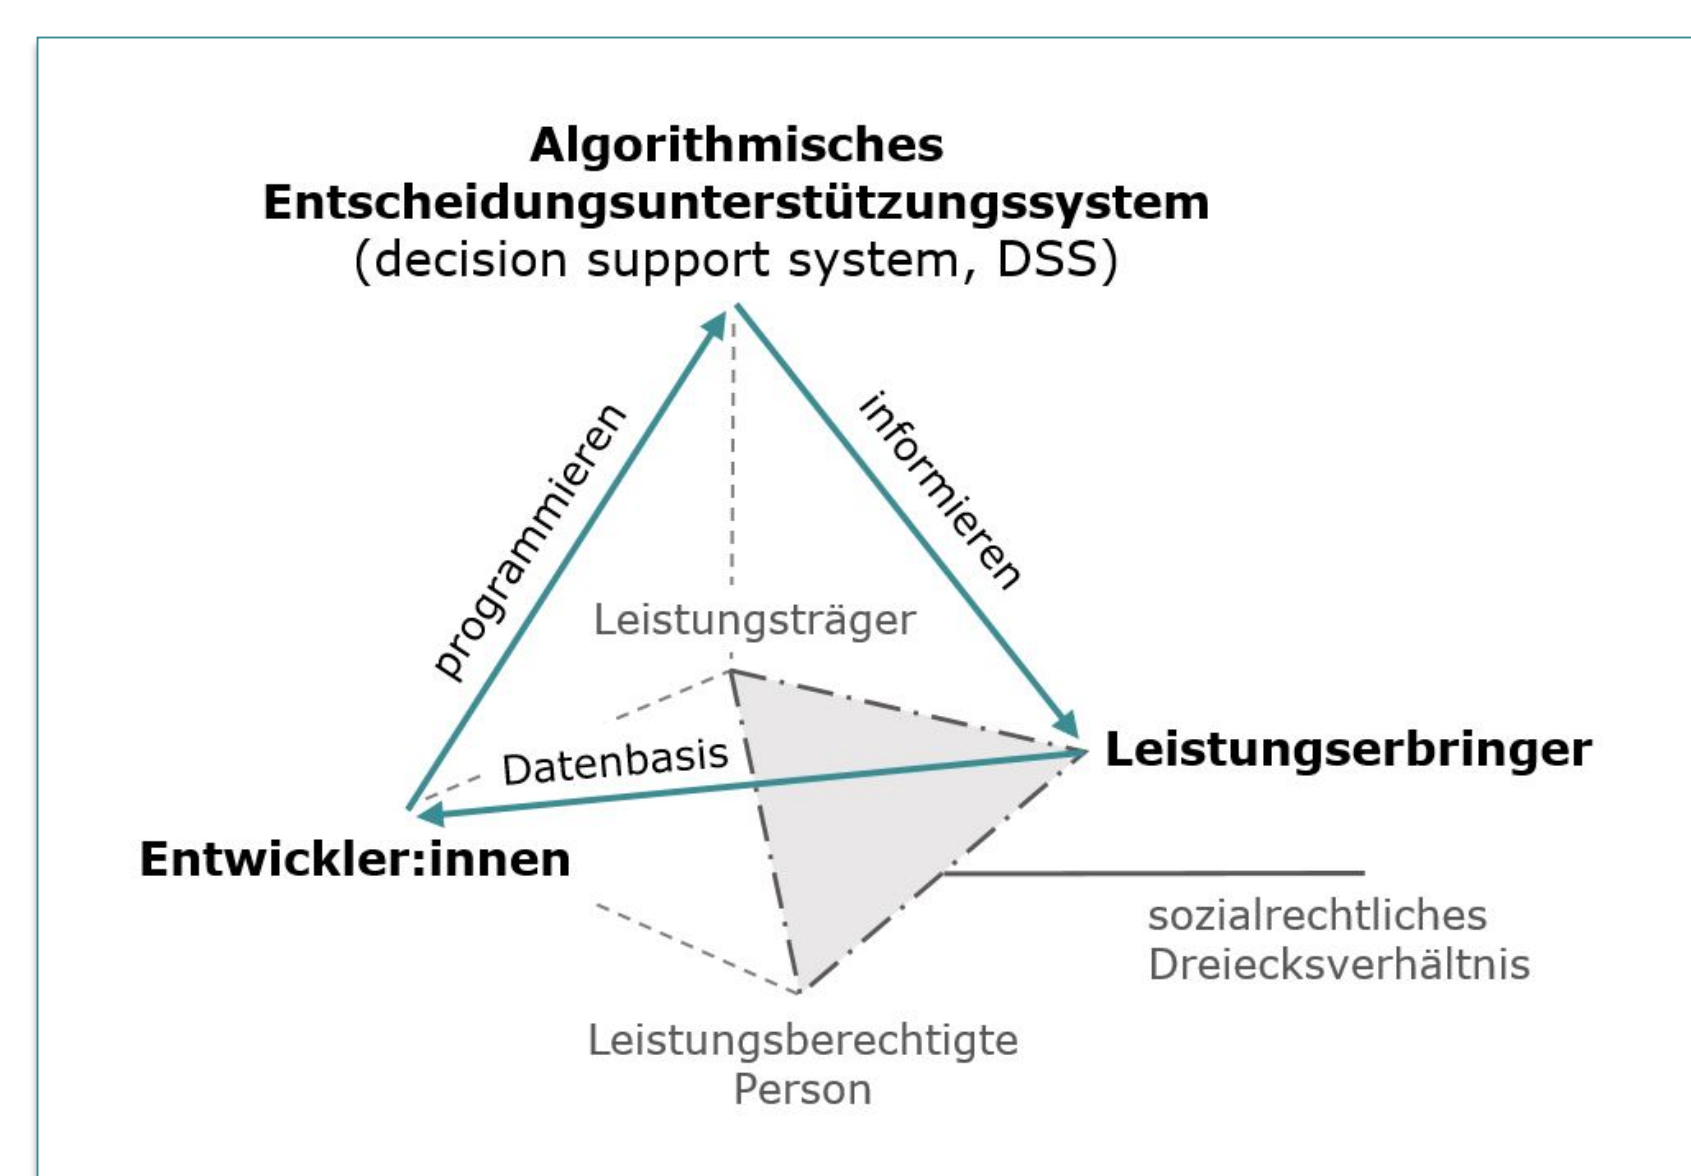 Algorithmisches
Entscheidungsunterstützungssystem
(decision support system, DSS)
programmieren
informieren
Leistungsträger
Datenbasis
Leistungserbringer
Entwickler:innen
sozialrechtliches
Dreiecksverhältnis
Leistungsberechtigte
Person